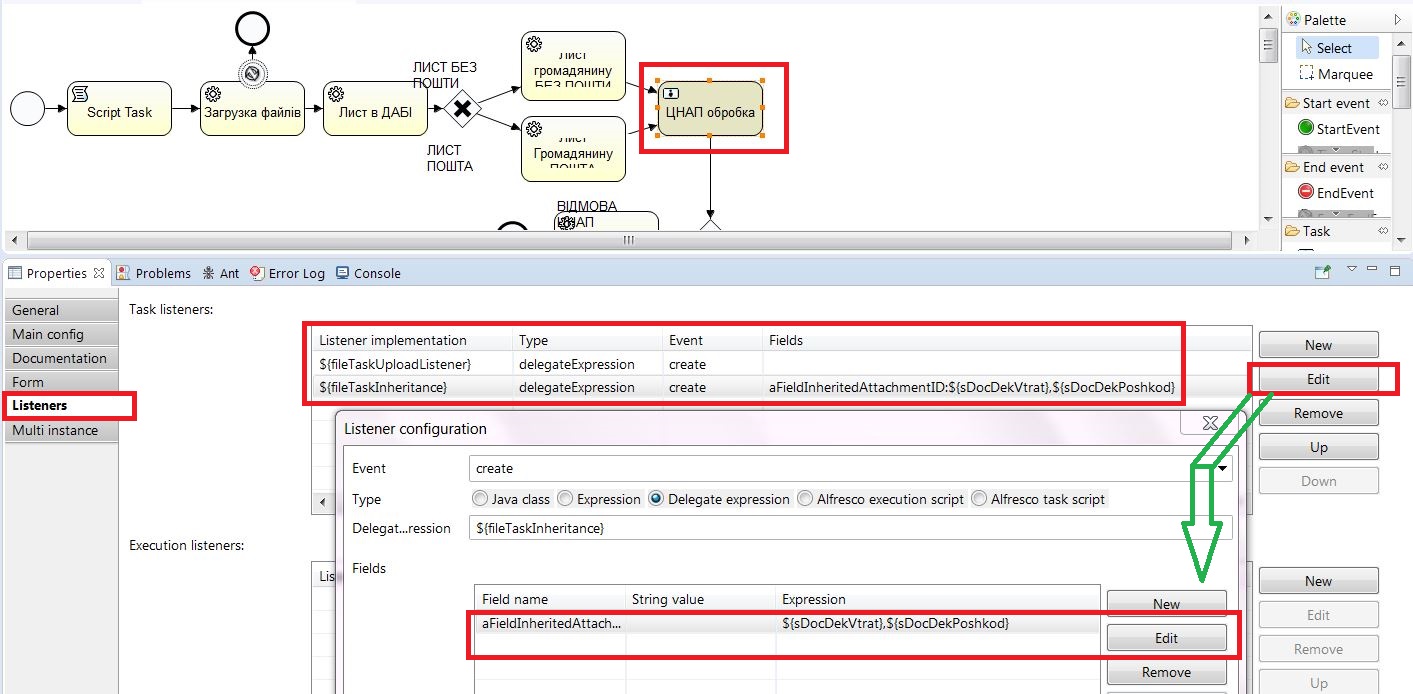 Palette
Select
Marquee
Start event
StartEvent
End event
EndEvent
Task
Script Task
Загрузка файлів
Лист в ДАБІ
ЛИСТ БЕЗ
ПОШТИ
ЛИСТ
ПОШТА
ЛИСТ
громадянину
БЕЗ ПОШТИ
ЛИСТ
Громадянину
ПОШТА
ЦНАП обробка
ВІДМОВА
ЦНАП
Properties Problems Ant Error Log Console
General
Main config
Documentation
Form
Listeners
Multi instance
Task listeners:
Listener implementation Type Event Fields
${fileTaskUploadListener} delegateExpression create
${fileTaskInheritance} delegateExpression create aFieldInheritedAttachmentID:${sDocDekVtrat},${sDocDekPoshkod}
New
Edit
Remove
Up
Down
Listener configuration
Event create
Type Java class Expression Delegate expression Alfresco execution script Alfresco task script
Delegat...ression ${fileTaskInheritance}
Fields
Field name String value Expression
aFieldInheritedAttach... ${sDocDekVtrat},${sDocDekPoshkod}
New
Edit
Remove
Execution listeners:
Lis
New
Edit
Remove
Up